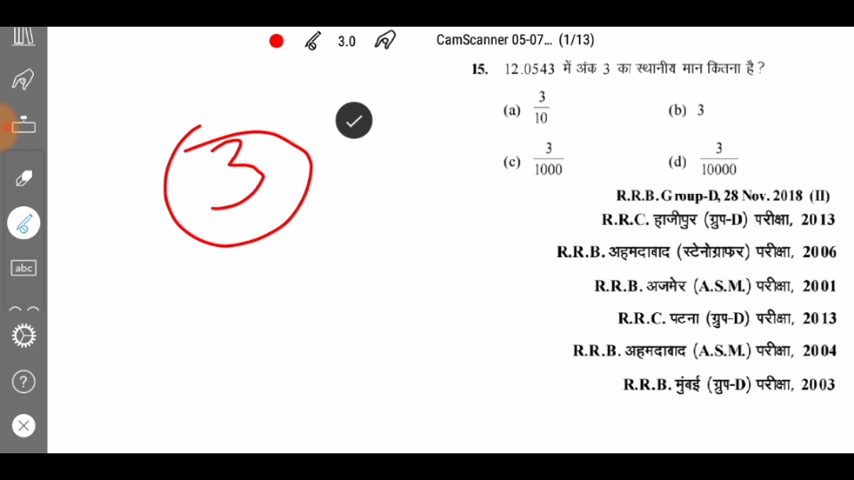 3.0 CamScanner 05-07... (1/13)
15. 12.0543 में अंक 3 का स्थानीय मान कितना है ?
(a) 3/10 (b) 3
(c) 3/1000 (d) 3/10000
R.R.B. Group-D, 28 Nov. 2018 (II)
R.R.C. हाजीपुर (ग्रुप-D) परीक्षा, 2013
R.R.B. अहमदाबाद (स्टेनोग्राफर) परीक्षा, 2006
R.R.B. अजमेर (A.S.M.) परीक्षा, 2001
R.R.C. पटना (ग्रुप-D) परीक्षा, 2013
R.R.B. अहमदाबाद (A.S.M.) परीक्षा, 2004
R.R.B. मुंबई (ग्रुप-D) परीक्षा, 2003
3
abc
?